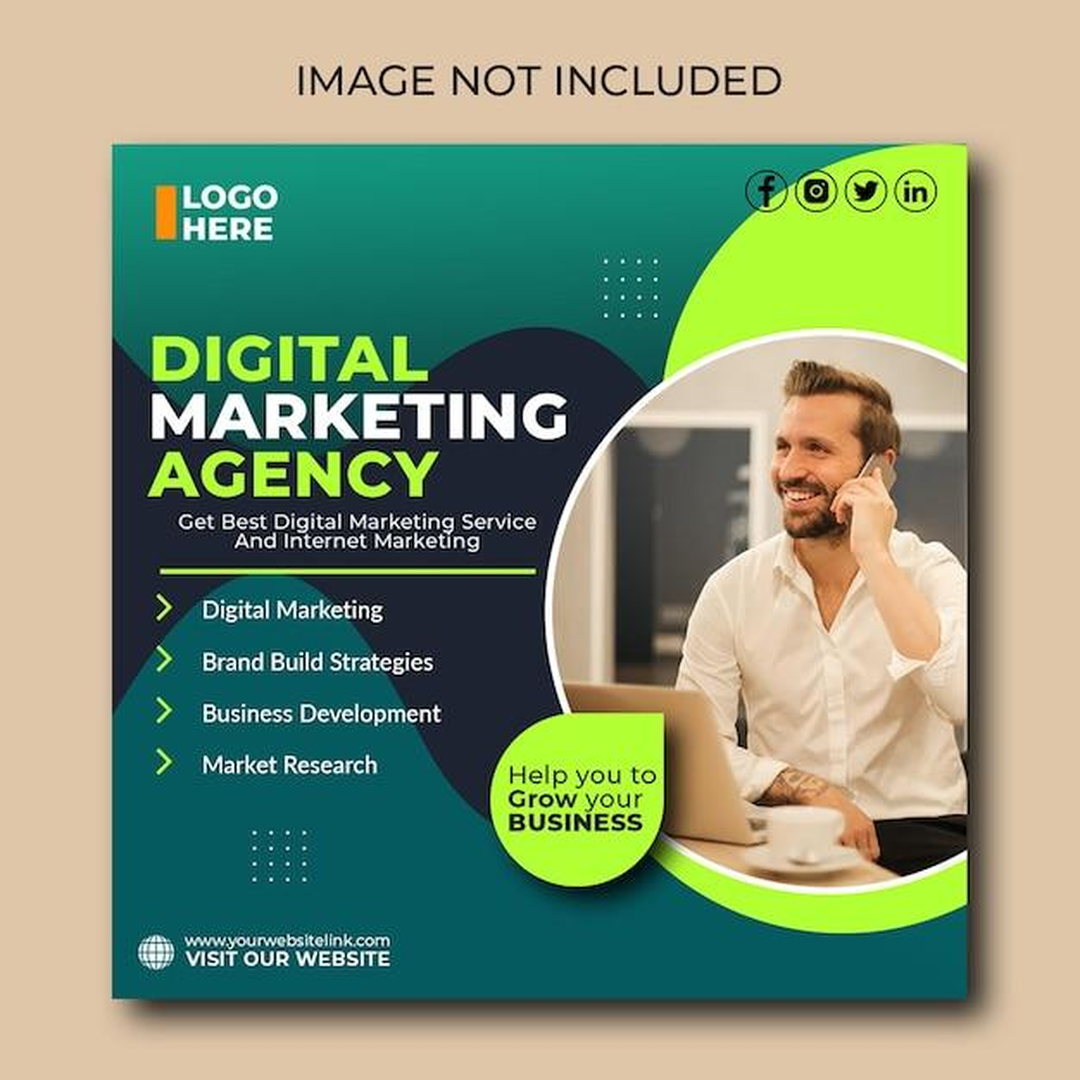 IMAGE NOT INCLUDED
LOGO
HERE
DIGITAL
MARKETING
AGENCY
Get Best Digital Marketing Service
And Internet Marketing
Digital Marketing
Brand Build Strategies
Business Development
Market Research
Help you to
Grow your
BUSINESS
www.yourwebsitelink.com
VISIT OUR WEBSITE